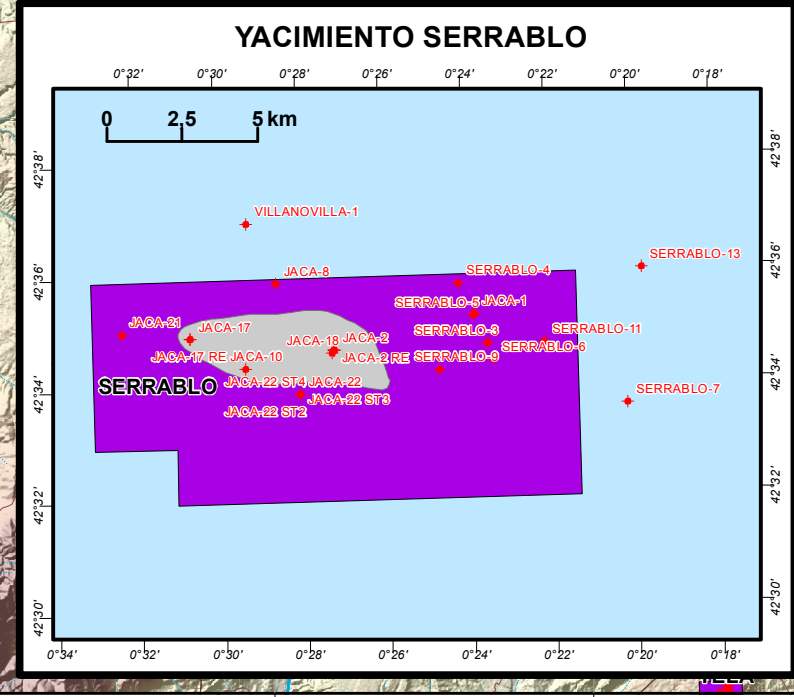 YACIMIENTO SERRABLO
0°32' 0°30' 0°28' 0°26' 0°24' 0°22' 0°20' 0°18'
0 2.5 5 km
42°38' 42°38'
VILLANOVILLA-1
SERRABLO-13
42°36' 42°36'
JACA-8 SERRABLO-4
SERRABLO-5 JACA-1
JACA-21 JACA-17 SERRABLO-3 SERRABLO-11
JACA-18 JACA-2 SERRABLO-6
JACA-17 RE JACA-10 JACA-2 RE SERRABLO-9
42°34' SERRABLO JACA-22 ST4 JACA-22 SERRABLO-7 42°34'
JACA-22 ST2 JACA-22 ST3
42°32' 42°32'
42°30' 42°30'
0°34' 0°32' 0°30' 0°28' 0°26' 0°24' 0°22' 0°20' 0°18'